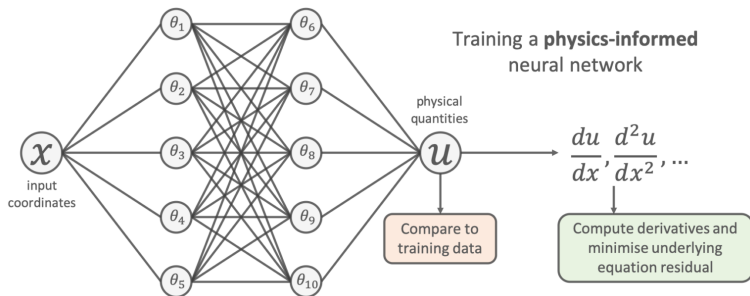 Training a physics-informed
neural network
θ₁
θ₂
θ₃
θ₄
θ₅
θ₆
θ₇
θ₈
θ₉
θ₁₀
x
input
coordinates
physical
quantities
u
du/dx, d²u/dx², ...
Compare to
training data
Compute derivatives and
minimise underlying
equation residual